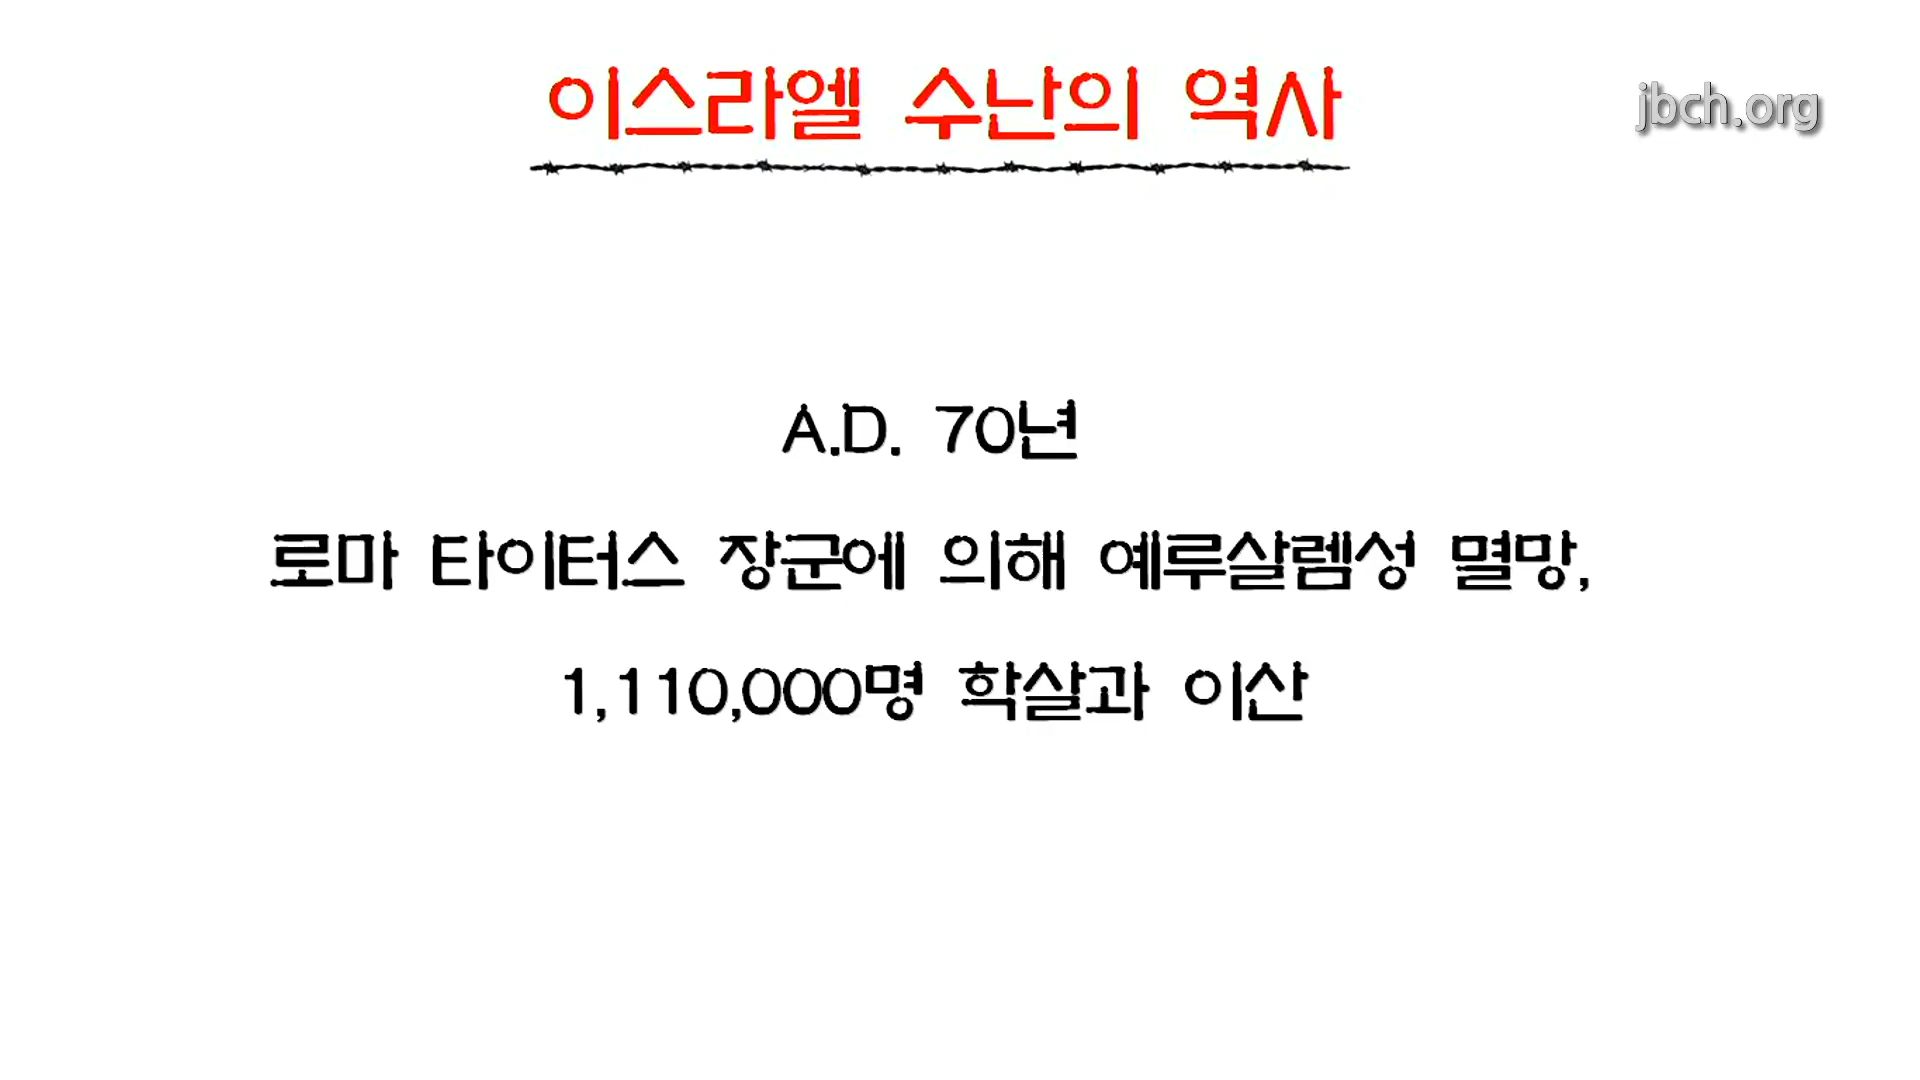 이스라엘 수난의 역사
jbch.org
A.D. 70년
로마 타이터스 장군에 의해 예루살렘성 멸망,
1,110,000명 학살과 이산